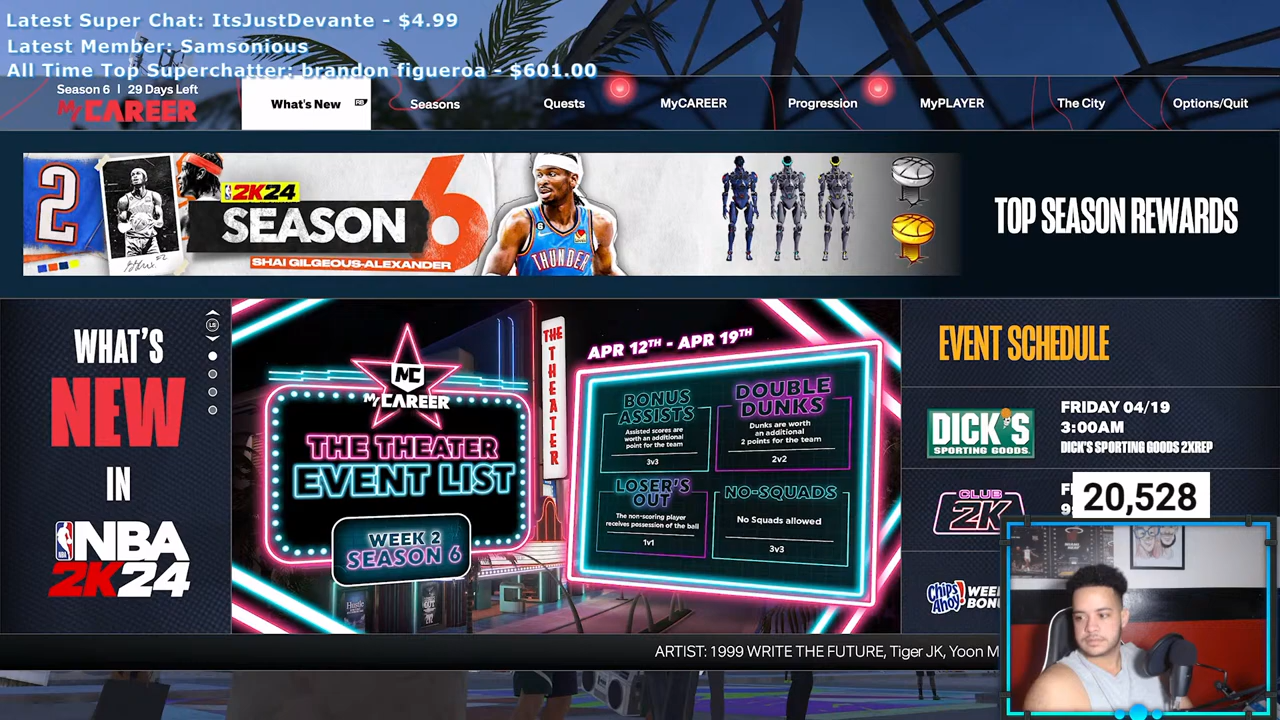 Latest Super Chat: ItsJustDevante - $4.99
Latest Member: Samsonious
All Time Top Superchatter: brandon figueroa - $601.00
Season 6 | 29 Days Left
MyCAREER
What's New
RB
Seasons
Quests
MyCAREER
Progression
MyPLAYER
The City
Options/Quit
2
NBA 2K24
SEASON 6
SHAI GILGEOUS-ALEXANDER
6
THUNDER
TOP SEASON REWARDS
WHAT'S
NEW
IN
NBA
2K24
LS
MC
MyCAREER
THE THEATER
EVENT LIST
WEEK 2
SEASON 6
THE THEATER
APR 12TH - APR 19TH
BONUS
ASSISTS
Assisted scores are
worth an additional
point for the team
3v3
DOUBLE
DUNKS
Dunks are worth
an additional
2 points for the team
2v2
LOSER'S
OUT
The non-scoring player
receives possession of the ball
1v1
NO-SQUADS
No Squads allowed
3v3
EVENT SCHEDULE
DICK'S
SPORTING GOODS.
FRIDAY 04/19
3:00AM
DICK'S SPORTING GOODS 2XREP
CLUB
2K
20,528
Chips
Ahoy!
ARTIST: 1999 WRITE THE FUTURE, Tiger JK, Yoon M